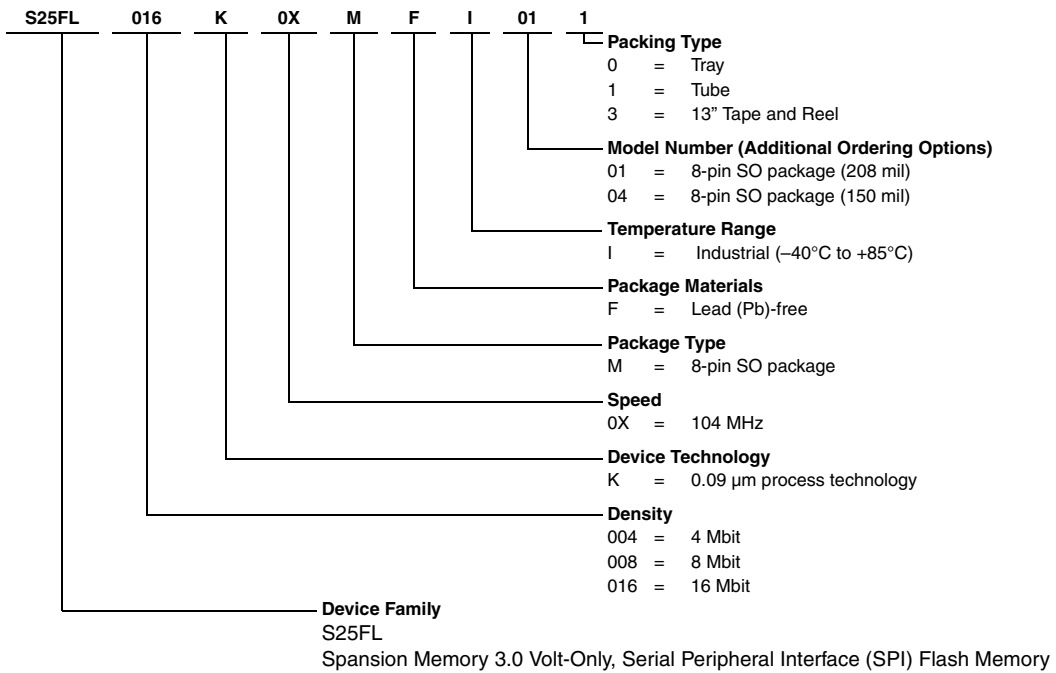 S25FL 016 K 0X M F I 01 1
Packing Type
0 = Tray
1 = Tube
3 = 13” Tape and Reel
Model Number (Additional Ordering Options)
01 = 8-pin SO package (208 mil)
04 = 8-pin SO package (150 mil)
Temperature Range
I = Industrial (–40°C to +85°C)
Package Materials
F = Lead (Pb)-free
Package Type
M = 8-pin SO package
Speed
0X = 104 MHz
Device Technology
K = 0.09 µm process technology
Density
004 = 4 Mbit
008 = 8 Mbit
016 = 16 Mbit
Device Family
S25FL
Spansion Memory 3.0 Volt-Only, Serial Peripheral Interface (SPI) Flash Memory